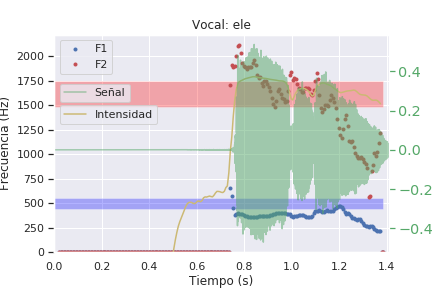 Vocal: ele
F1
F2
Señal
Intensidad
Frecuencia (Hz)
2000
1750
1500
1250
1000
750
500
250
0
0.4
0.2
0.0
−0.2
−0.4
0.0 0.2 0.4 0.6 0.8 1.0 1.2 1.4
Tiempo (s)